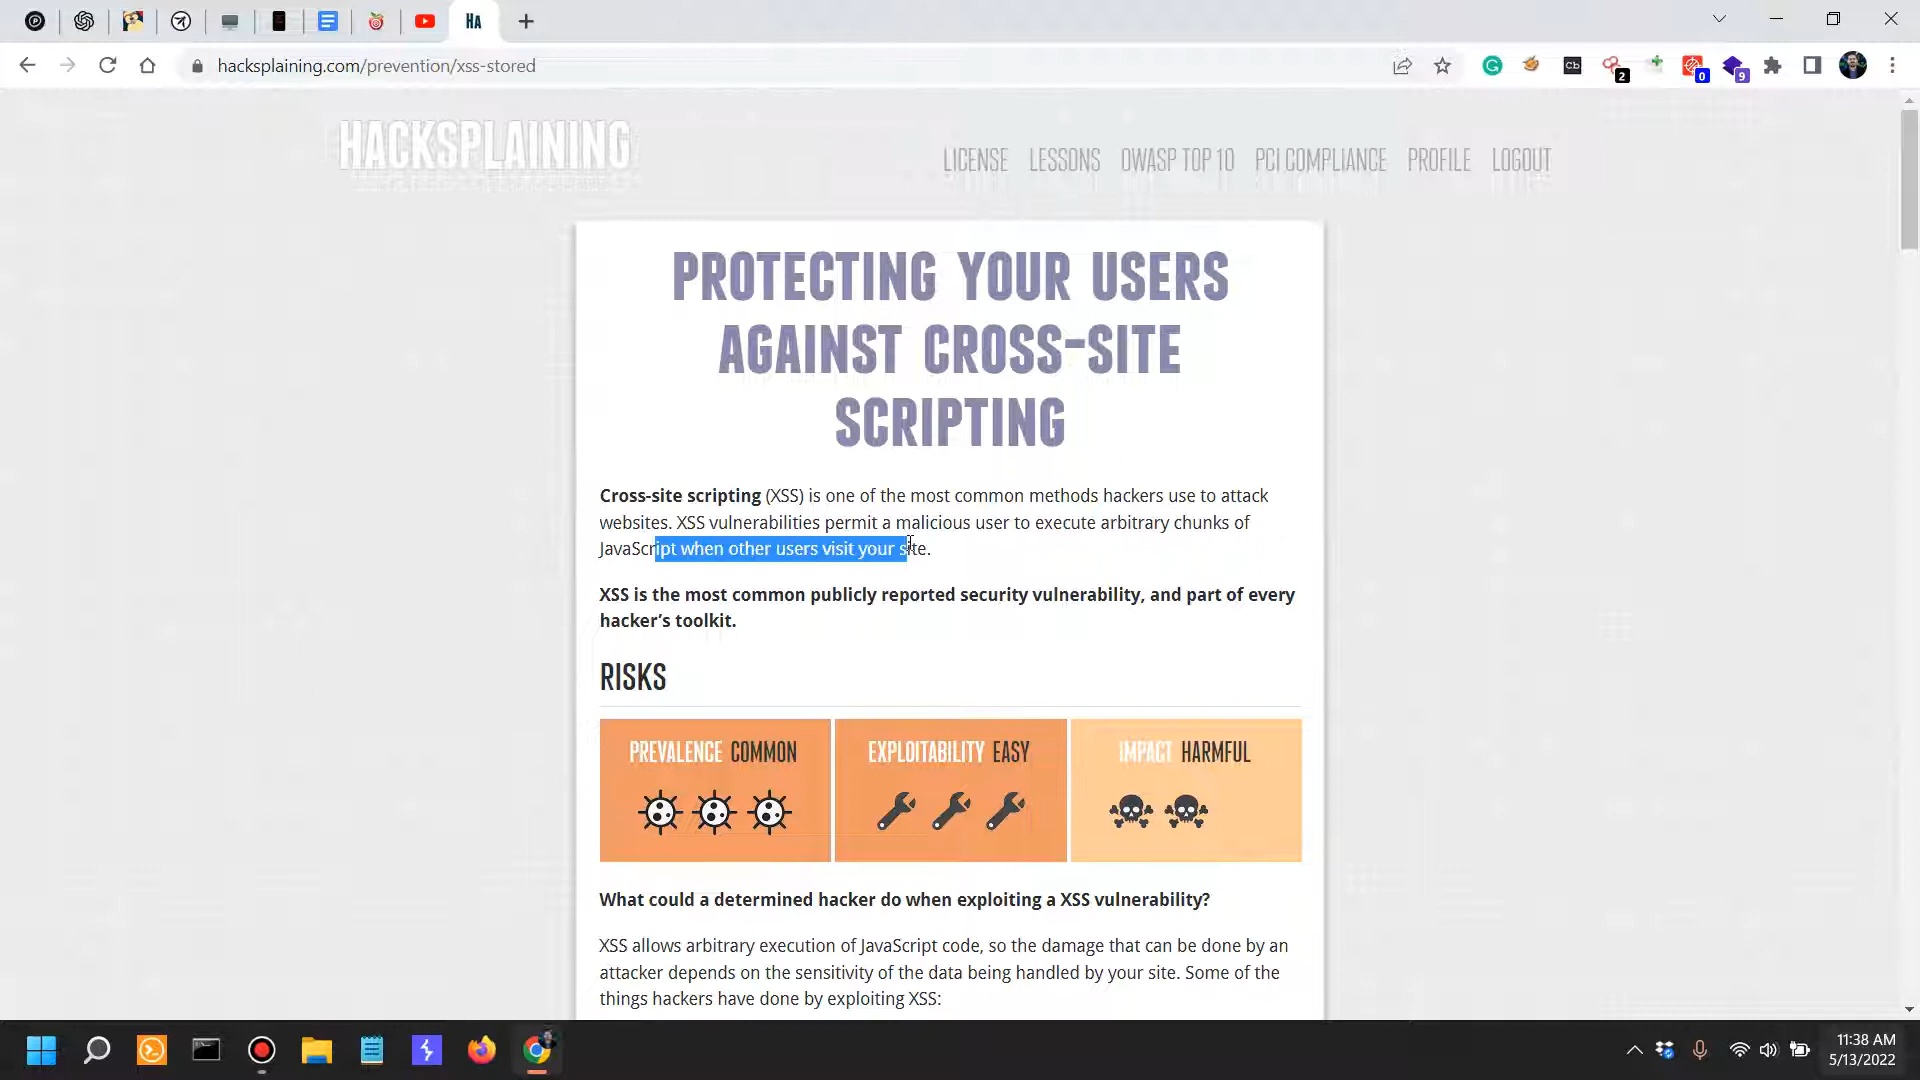 HA
hacksplaining.com/prevention/xss-stored
2
0
9
HACKSPLAINING
LICENSE LESSONS OWASP TOP 10 PCI COMPLIANCE PROFILE LOGOUT
PROTECTING YOUR USERS
AGAINST CROSS-SITE
SCRIPTING
Cross-site scripting (XSS) is one of the most common methods hackers use to attack
websites. XSS vulnerabilities permit a malicious user to execute arbitrary chunks of
JavaScript when other users visit your site.
XSS is the most common publicly reported security vulnerability, and part of every
hacker’s toolkit.
RISKS
PREVALENCE COMMON
EXPLOITABILITY EASY
IMPACT HARMFUL
What could a determined hacker do when exploiting a XSS vulnerability?
XSS allows arbitrary execution of JavaScript code, so the damage that can be done by an
attacker depends on the sensitivity of the data being handled by your site. Some of the
things hackers have done by exploiting XSS:
11:38 AM
5/13/2022